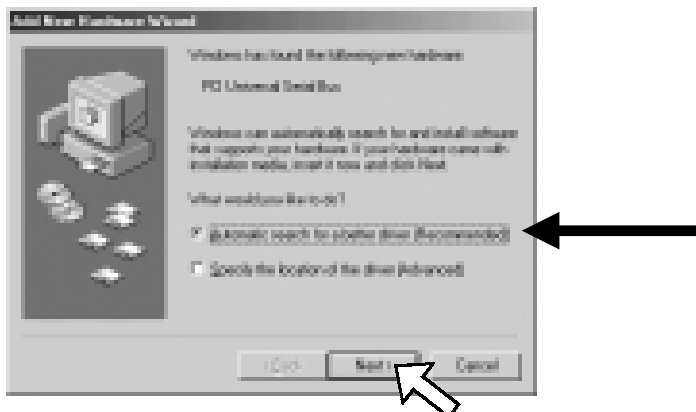 Add New Hardware Wizard
Windows has found the following new hardware:
PCI Universal Serial Bus
Windows can automatically search for and install software
that supports your hardware. If your hardware came with
installation media, insert it now and click Next.
What would you like to do?
Automatic search for a better driver (Recommended)
Specify the location of the driver (Advanced)
< Back
Next >
Cancel